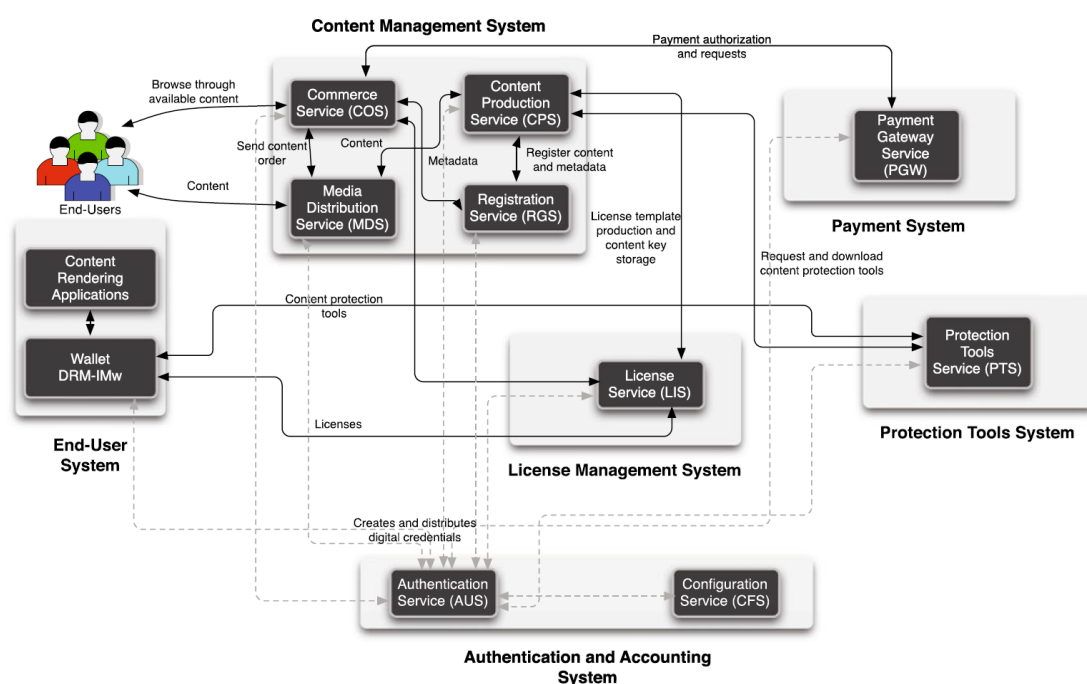 Content Management System
Payment authorization
and requests
Browse through
available content
Commerce
Service (COS)
Content
Production
Service (CPS)
Payment
Gateway
Service
(PGW)
Send content
order
Content
Metadata
Register content
and metadata
Content
Media
Distribution
Service (MDS)
Registration
Service (RGS)
End-Users
License template
production and
content key
storage
Payment System
Request and download
content protection tools
Content
Rendering
Applications
Content protection
tools
Wallet
DRM-IMw
Protection
Tools
Service (PTS)
License
Service (LIS)
Licenses
End-User
System
License Management System
Protection Tools System
Creates and distributes
digital credentials
Authentication
Service (AUS)
Configuration
Service (CFS)
Authentication and Accounting
System